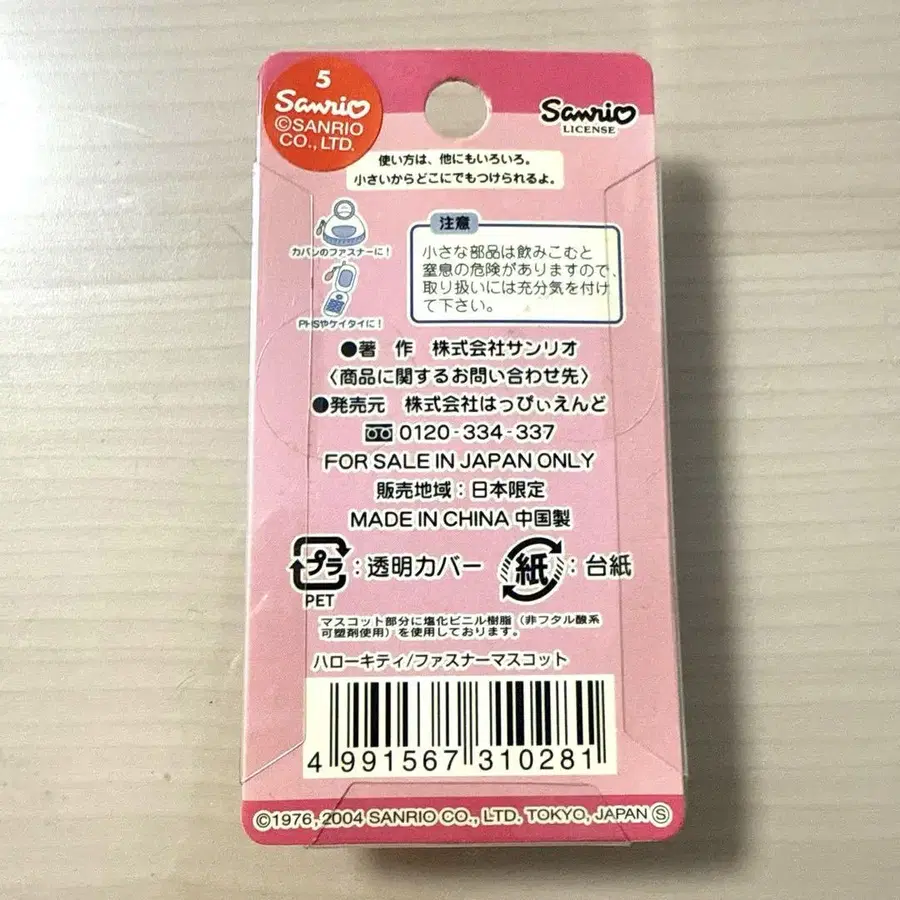 5
Sanrio
©SANRIO
CO., LTD.
Sanrio
LICENSE
使い方は、他にもいろいろ。
小さいからどこにでもつけられるよ。
カバンのファスナーに!
PHSやケイタイに!
注意
小さな部品は飲みこむと
窒息の危険がありますので、
取り扱いには充分気を付け
て下さい。
●著 作 株式会社サンリオ
〈商品に関するお問い合わせ先〉
●発売元 株式会社はっぴぃえんど
0120-334-337
FOR SALE IN JAPAN ONLY
販売地域:日本限定
MADE IN CHINA 中国製
プラ:透明カバー 紙:台紙
PET
マスコット部分に塩化ビニル樹脂(非フタル酸系
可塑剤使用)を使用しております。
ハローキティ/ファスナーマスコット
4 991567 310281
©1976, 2004 SANRIO CO., LTD. TOKYO, JAPAN Ⓢ